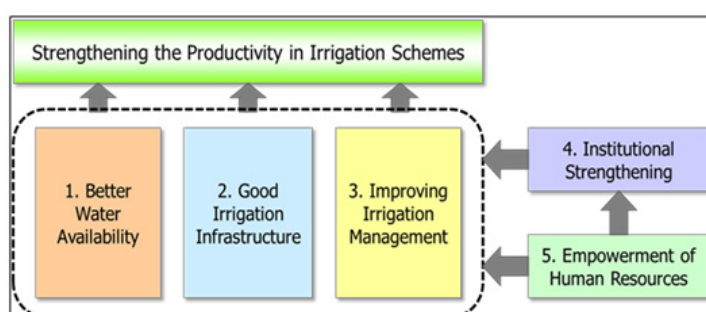 Strengthening the Productivity in Irrigation Schemes
1. Better
Water
Availability
2. Good
Irrigation
Infrastructure
3. Improving
Irrigation
Management
4. Institutional
Strengthening
5. Empowerment of
Human Resources